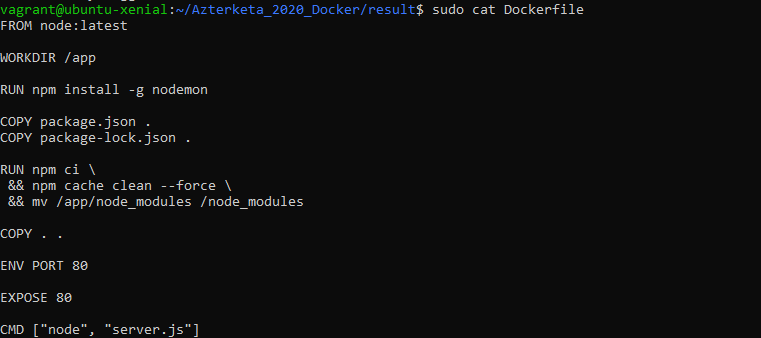 vagrant@ubuntu-xenial:~/Azterketa_2020_Docker/result$ sudo cat Dockerfile
FROM node:latest
WORKDIR /app
RUN npm install -g nodemon
COPY package.json .
COPY package-lock.json .
RUN npm ci \
 && npm cache clean --force \
 && mv /app/node_modules /node_modules
COPY . .
ENV PORT 80
EXPOSE 80
CMD ["node", "server.js"]